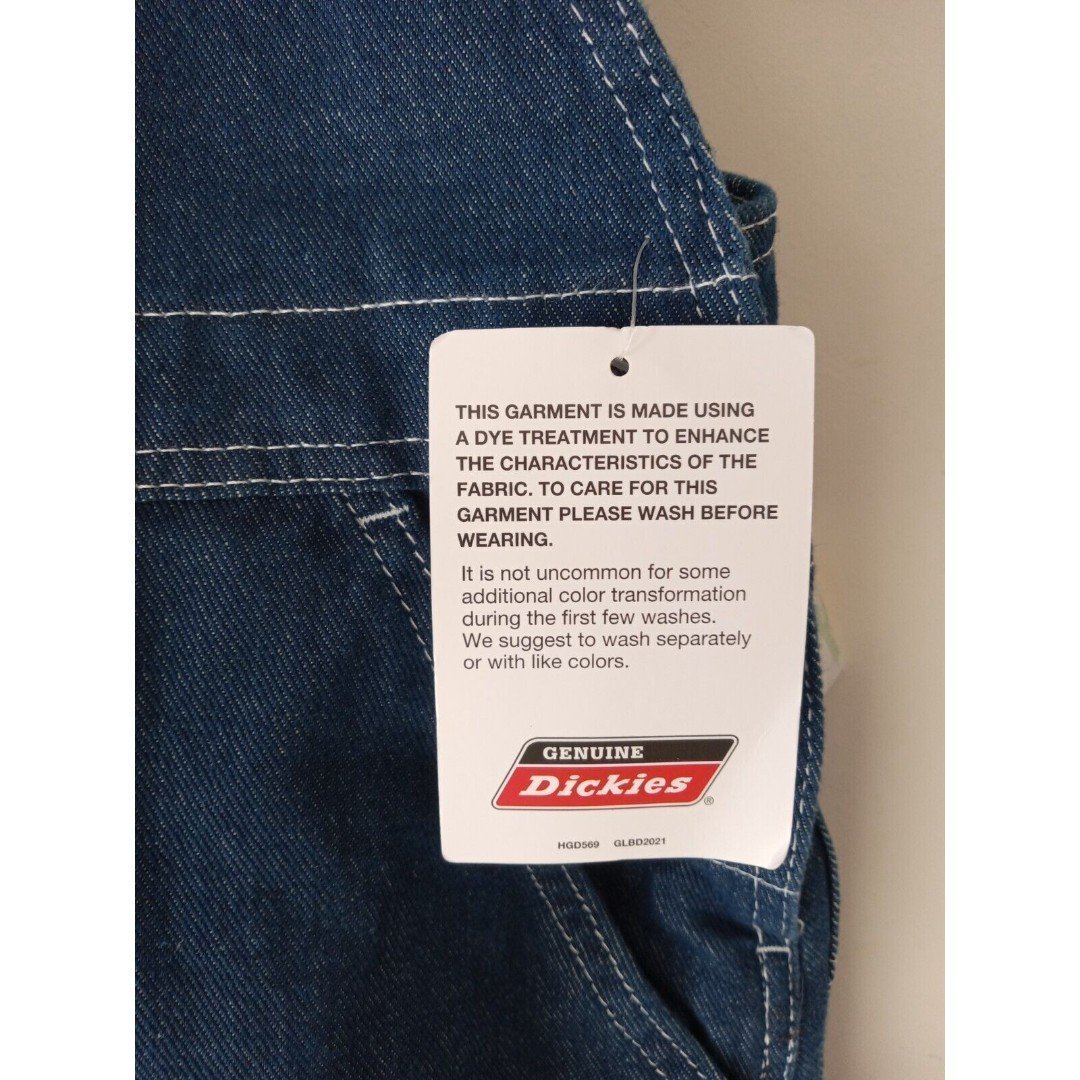 THIS GARMENT IS MADE USING
A DYE TREATMENT TO ENHANCE
THE CHARACTERISTICS OF THE
FABRIC. TO CARE FOR THIS
GARMENT PLEASE WASH BEFORE
WEARING.
It is not uncommon for some
additional color transformation
during the first few washes.
We suggest to wash separately
or with like colors.
GENUINE
Dickies®
HGD569 GLBD2021